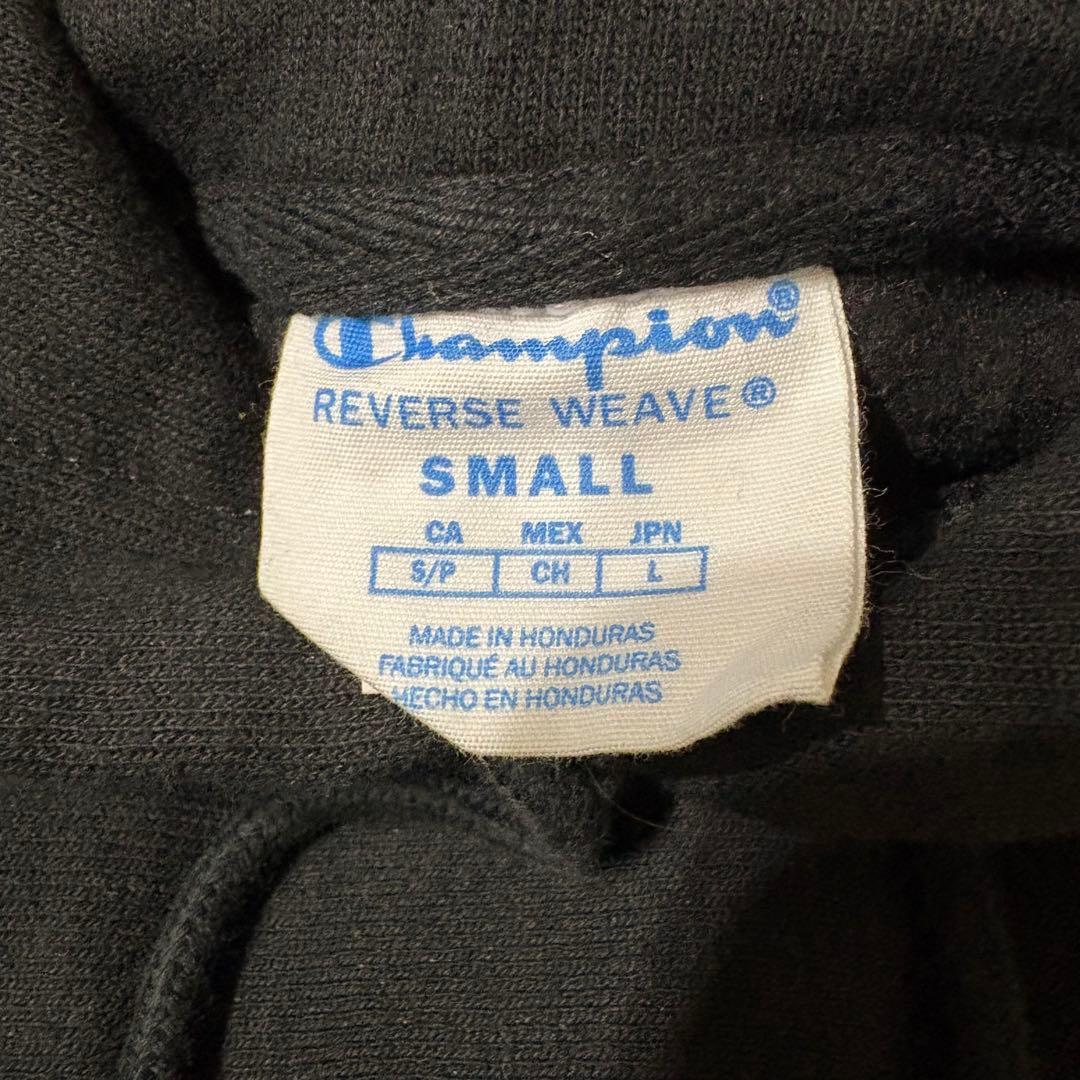 Champion®
REVERSE WEAVE®
SMALL
CA MEX JPN
S/P CH L
MADE IN HONDURAS
FABRIQUÉ AU HONDURAS
HECHO EN HONDURAS